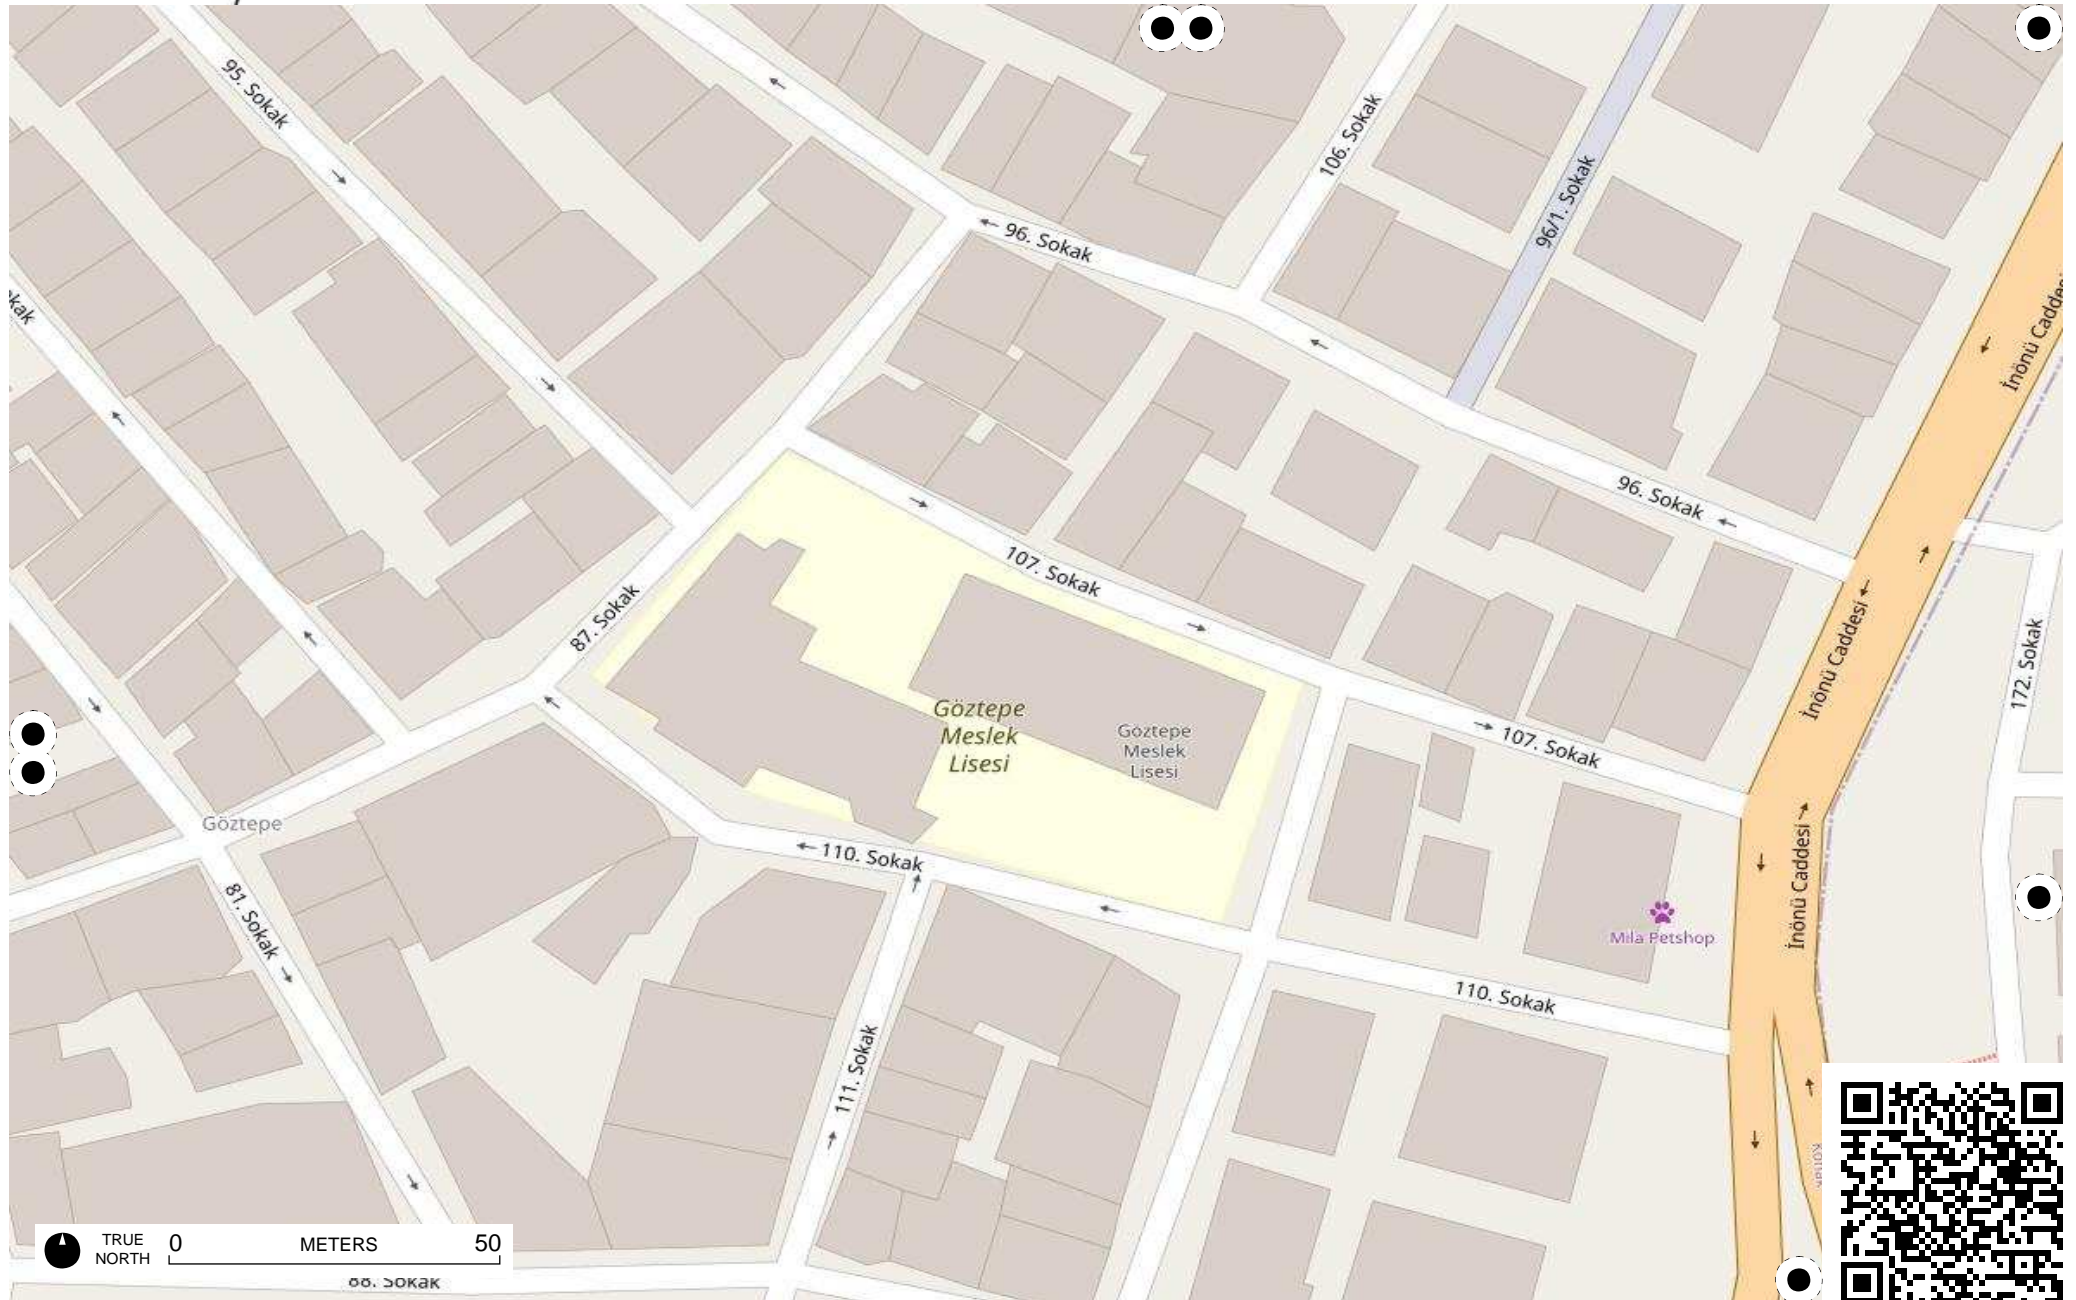 95. Sokak
106. Sokak
96/1. Sokak
96. Sokak
kak
İnönü Caddesi
96. Sokak
107. Sokak
87. Sokak
İnönü Caddesi
172. Sokak
Göztepe
Meslek
Lisesi
Göztepe
Meslek
Lisesi
107. Sokak
Göztepe
110. Sokak
İnönü Caddesi
81. Sokak
Mila Petshop
110. Sokak
111. Sokak
Konak
TRUE
NORTH
0 METERS 50
88. Sokak